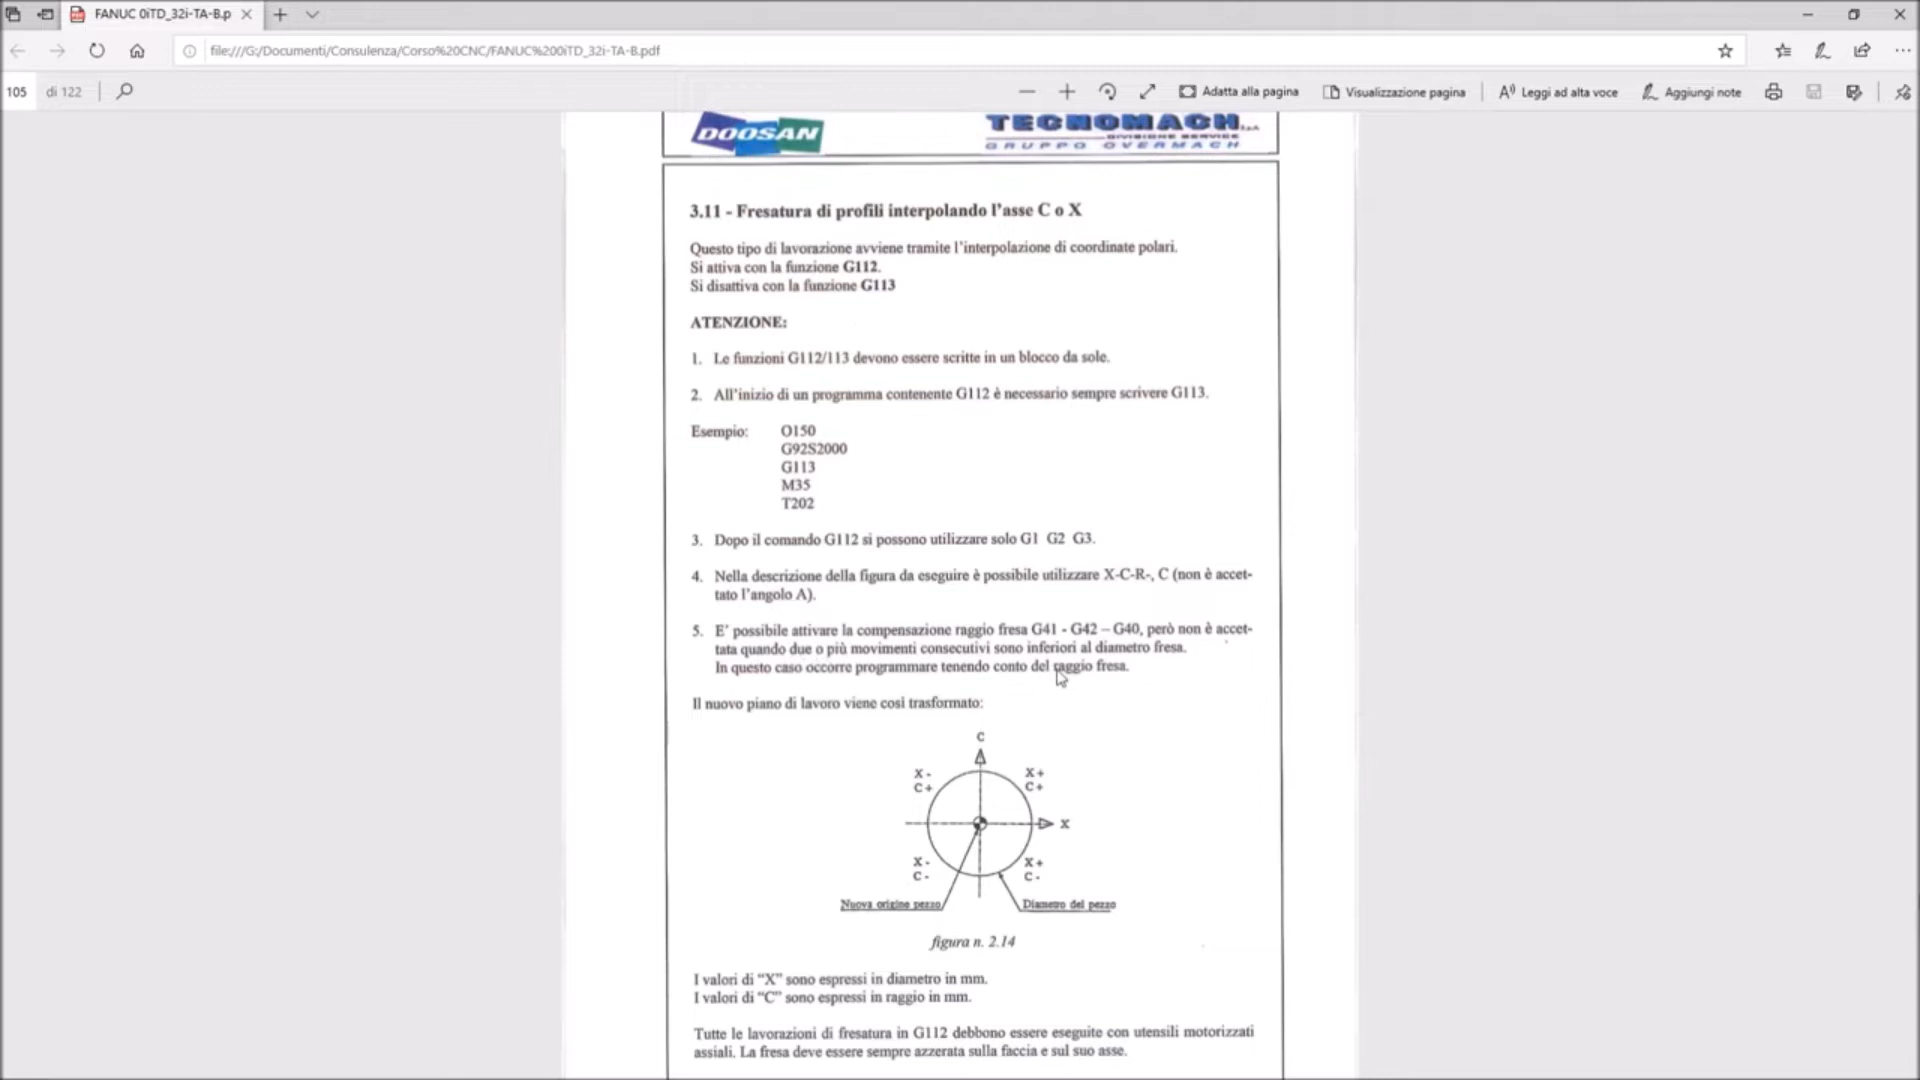 FANUC 0iTD_32i-TA-B.p
file:///G:/Documenti/Consulenza/Corso%20CNC/FANUC%200iTD_32i-TA-B.pdf
105 di 122
Adatta alla pagina
Visualizzazione pagina
Leggi ad alta voce
Aggiungi note
DOOSAN
TECNOMACH S.p.A.
DIVISIONE SERVICE
GRUPPO OVERMACH
3.11 - Fresatura di profili interpolando l'asse C o X
Questo tipo di lavorazione avviene tramite l'interpolazione di coordinate polari.
Si attiva con la funzione G112.
Si disattiva con la funzione G113
ATENZIONE:
1. Le funzioni G112/113 devono essere scritte in un blocco da sole.
2. All'inizio di un programma contenente G112 è necessario sempre scrivere G113.
Esempio: O150
G92S2000
G113
M35
T202
3. Dopo il comando G112 si possono utilizzare solo G1 G2 G3.
4. Nella descrizione della figura da eseguire è possibile utilizzare X-C-R-, C (non è accet-
tato l'angolo A).
5. E' possibile attivare la compensazione raggio fresa G41 - G42 – G40, però non è accet-
tata quando due o più movimenti consecutivi sono inferiori al diametro fresa.
In questo caso occorre programmare tenendo conto del raggio fresa.
Il nuovo piano di lavoro viene così trasformato:
C
X- X+
C+ C+
X
X- X+
C- C-
Nuova origine pezzo
Diametro del pezzo
figura n. 2.14
I valori di "X" sono espressi in diametro in mm.
I valori di "C" sono espressi in raggio in mm.
Tutte le lavorazioni di fresatura in G112 debbono essere eseguite con utensili motorizzati
assiali. La fresa deve essere sempre azzerata sulla faccia e sul suo asse.